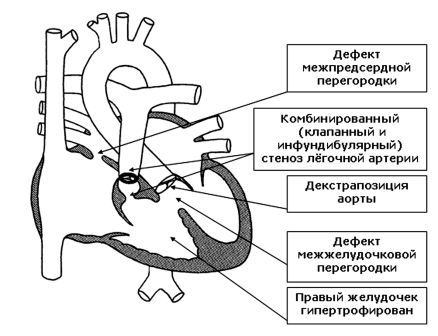 Дефект
межпредсердной
перегородки
Комбинированный
(клапанный и
инфундибулярный)
стеноз лёгочной артерии
Декстрапозиция
аорты
Дефект
межжелудочковой
перегородки
Правый желудочек
гипертрофирован